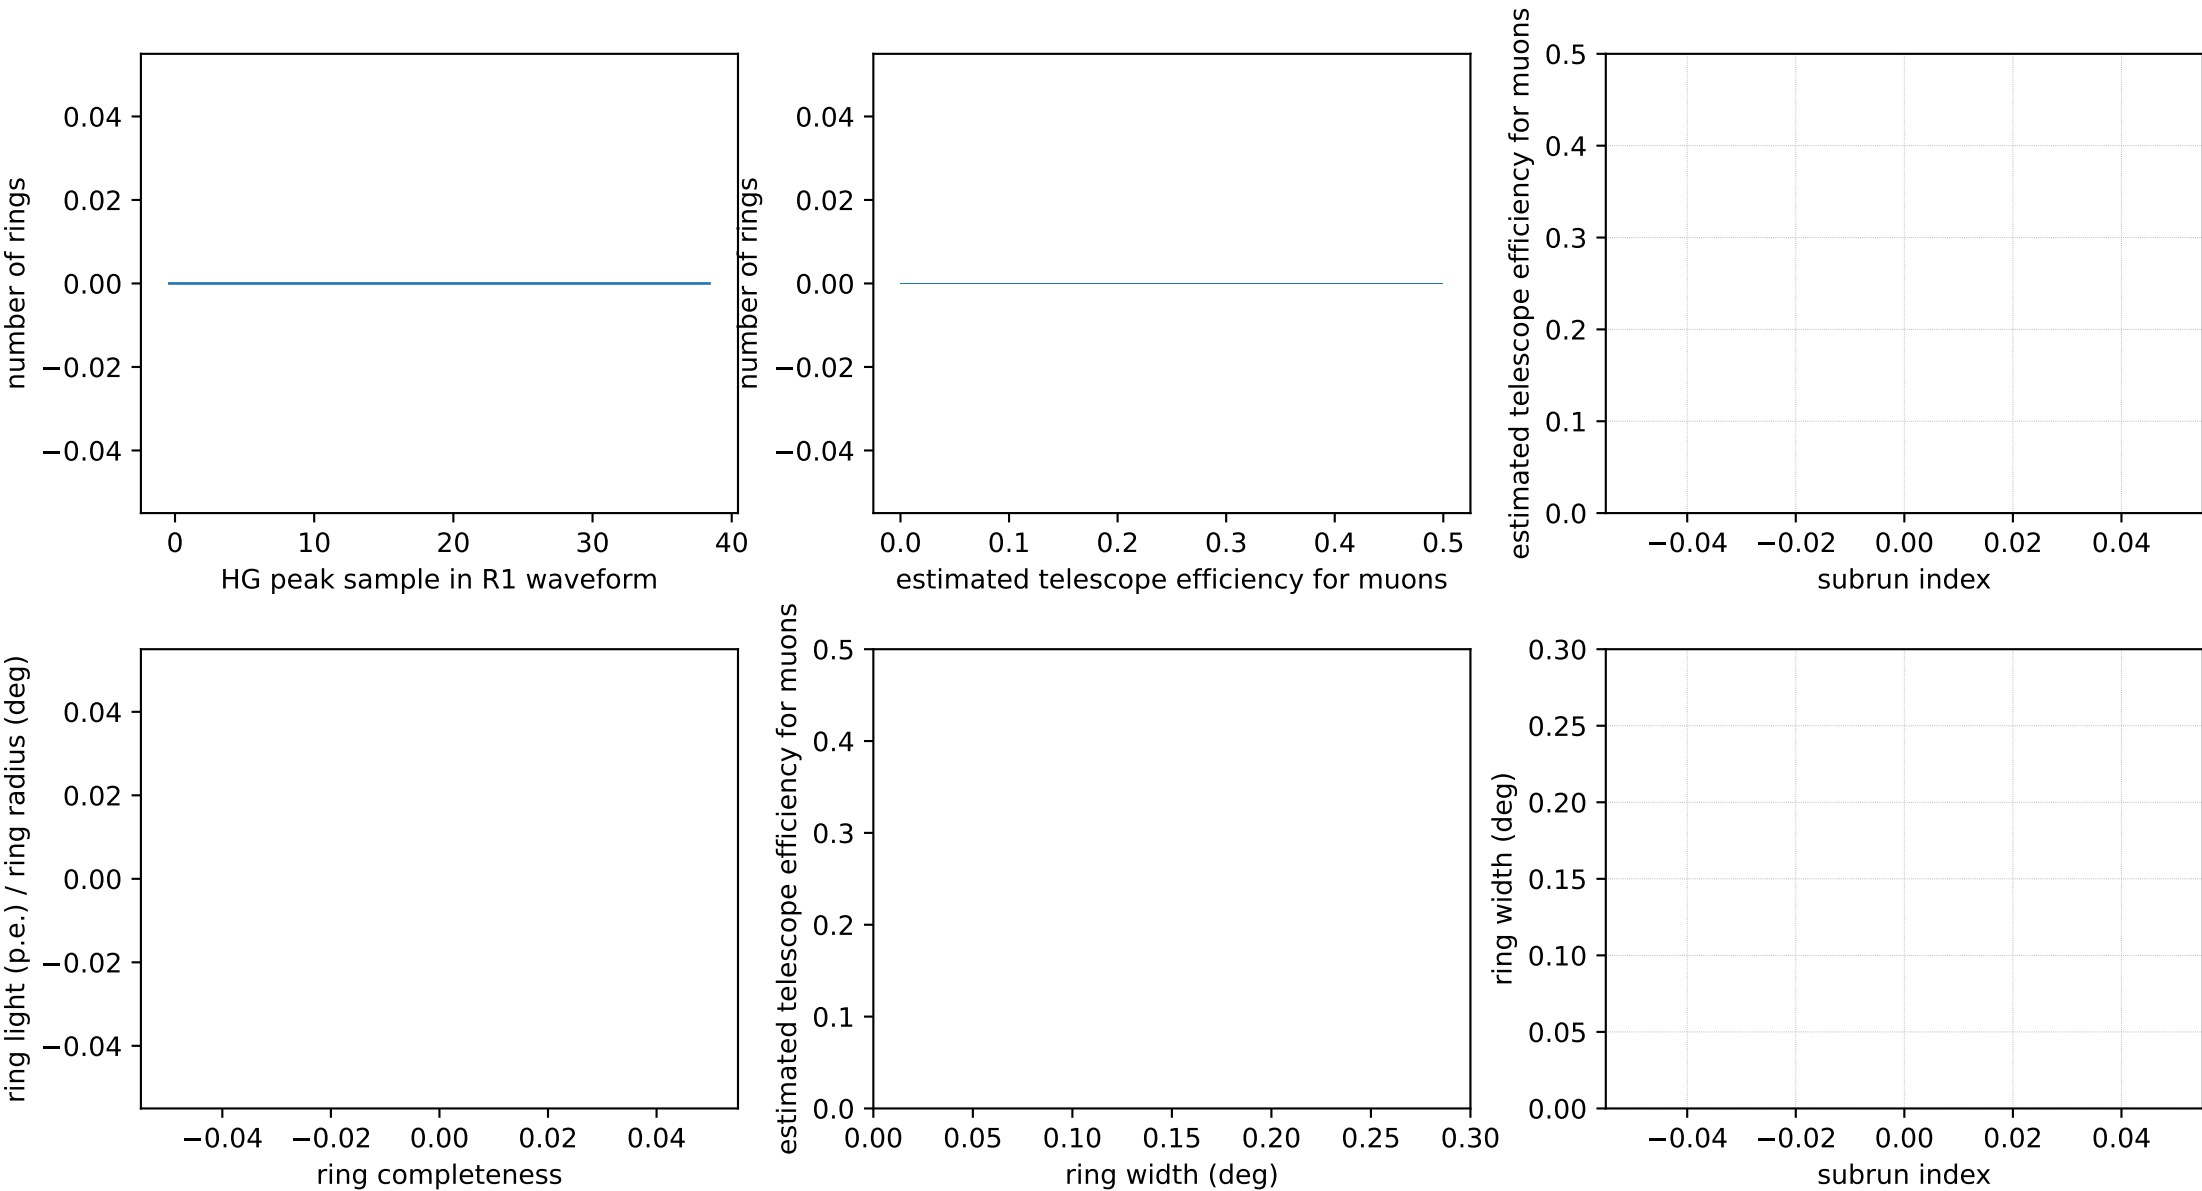 number of rings
0.04
0.02
0.00
−0.02
−0.04
0 10 20 30 40
HG peak sample in R1 waveform
number of rings
0.04
0.02
0.00
−0.02
−0.04
0.0 0.1 0.2 0.3 0.4 0.5
estimated telescope efficiency for muons
estimated telescope efficiency for muons
0.5
0.4
0.3
0.2
0.1
0.0
−0.04 −0.02 0.00 0.02 0.04
subrun index
ring light (p.e.) / ring radius (deg)
0.04
0.02
0.00
−0.02
−0.04
−0.04 −0.02 0.00 0.02 0.04
ring completeness
estimated telescope efficiency for muons
0.5
0.4
0.3
0.2
0.1
0.0
0.00 0.05 0.10 0.15 0.20 0.25 0.30
ring width (deg)
ring width (deg)
0.30
0.25
0.20
0.15
0.10
0.05
0.00
−0.04 −0.02 0.00 0.02 0.04
subrun index